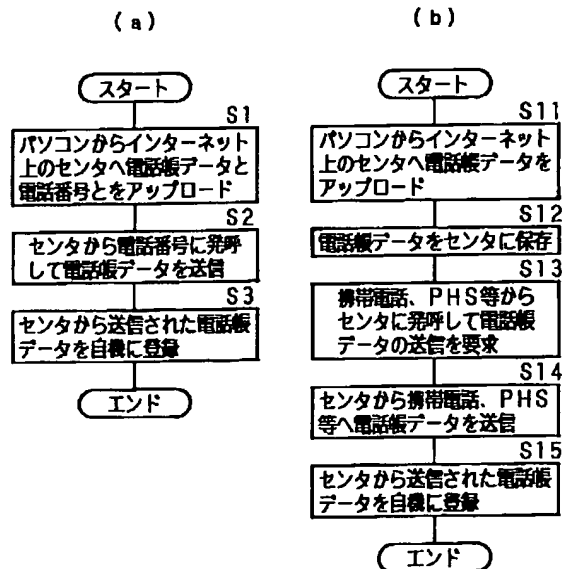 (a)
スタート
S1
パソコンからインターネット
上のセンタへ電話帳データと
電話番号とをアップロード
S2
センタから電話番号に発呼
して電話帳データを送信
S3
センタから送信された電話帳
データを自機に登録
エンド
(b)
スタート
S11
パソコンからインターネット
上のセンタへ電話帳データを
アップロード
S12
電話帳データをセンタに保存
S13
携帯電話、PHS等から
センタに発呼して電話帳
データの送信を要求
S14
センタから携帯電話、PHS
等へ電話帳データを送信
S15
センタから送信された電話帳
データを自機に登録
エンド